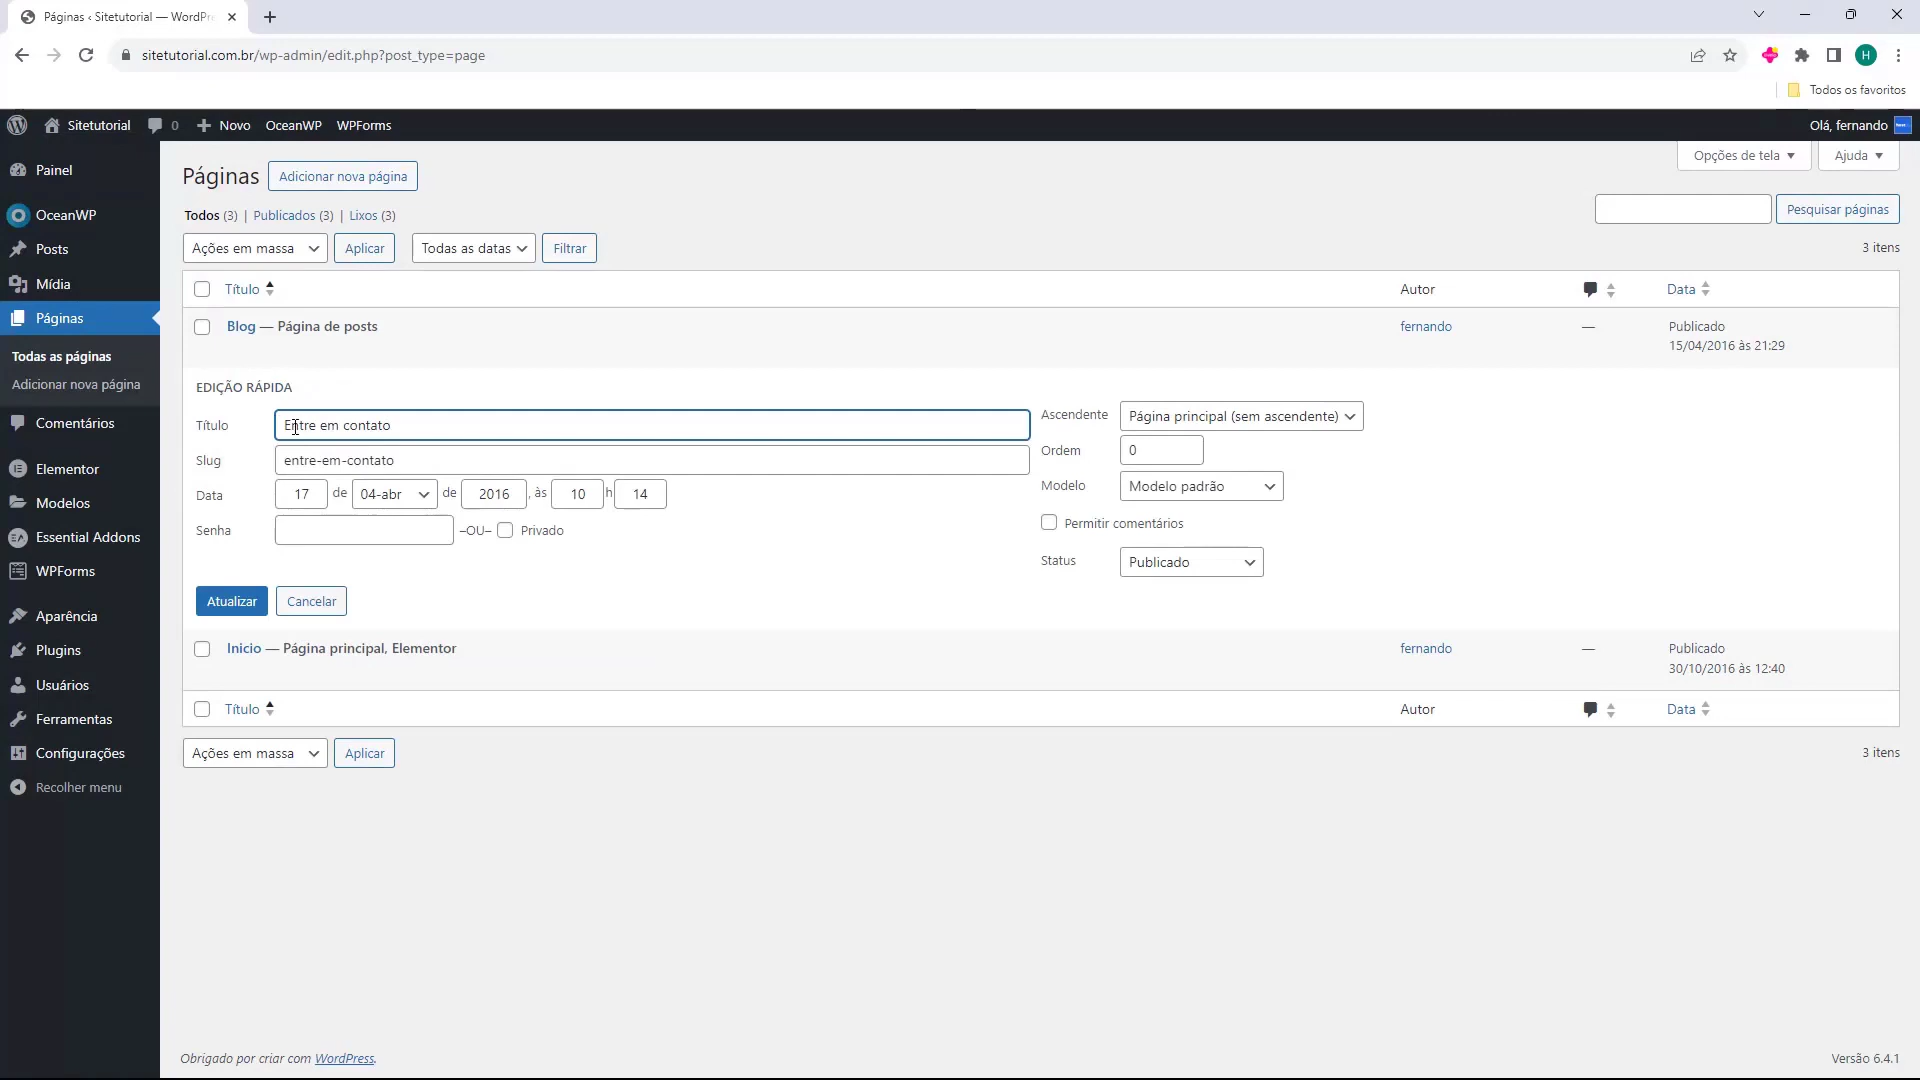 Páginas ‹ Sitetutorial — WordPr
sitetutorial.com.br/wp-admin/edit.php?post_type=page
H
Todos os favoritos
Sitetutorial 0 Novo OceanWP WPForms Olá, fernando
Painel
OceanWP
Posts
Mídia
Páginas
Todas as páginas
Adicionar nova página
Comentários
Elementor
Modelos
Essential Addons
WPForms
Aparência
Plugins
Usuários
Ferramentas
Configurações
Recolher menu
Opções de tela Ajuda
Páginas Adicionar nova página
Todos (3) | Publicados (3) | Lixos (3)
Pesquisar páginas
Ações em massa Aplicar Todas as datas Filtrar 3 itens
Título Autor Data
Blog — Página de posts fernando — Publicado
15/04/2016 às 21:29
EDIÇÃO RÁPIDA
Título Entre em contato
Slug entre-em-contato
Data 17 de 04-abr de 2016 , às 10 h 14
Senha –OU– Privado
Ascendente Página principal (sem ascendente)
Ordem 0
Modelo Modelo padrão
Permitir comentários
Status Publicado
Atualizar Cancelar
Inicio — Página principal, Elementor fernando — Publicado
30/10/2016 às 12:40
Título Autor Data
Ações em massa Aplicar 3 itens
Obrigado por criar com WordPress. Versão 6.4.1